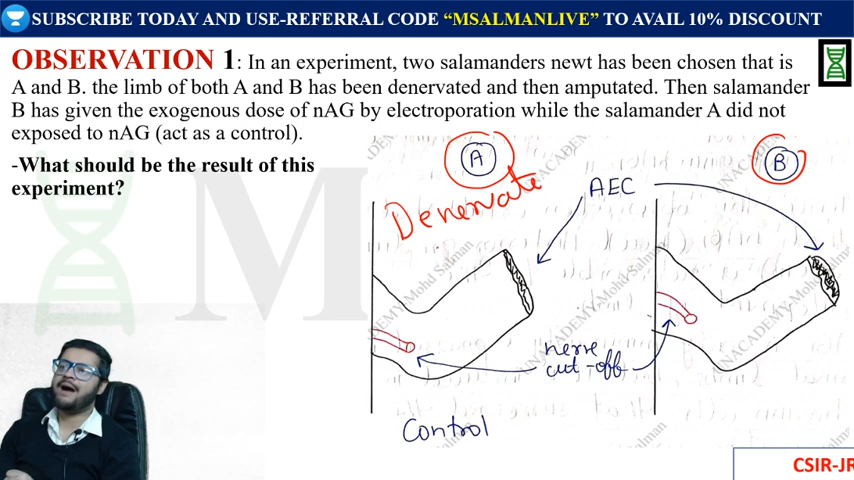 SUBSCRIBE TODAY AND USE-REFERRAL CODE “MSALMANLIVE” TO AVAIL 10% DISCOUNT
OBSERVATION 1: In an experiment, two salamanders newt has been chosen that is
A and B. the limb of both A and B has been denervated and then amputated. Then salamander
B has given the exogenous dose of nAG by electroporation while the salamander A did not
exposed to nAG (act as a control).
-What should be the result of this
experiment?
A
B
Denervate
AEC
nerve
cut-off
Control
UNACADEMY-Mohd Salman
CSIR-JR